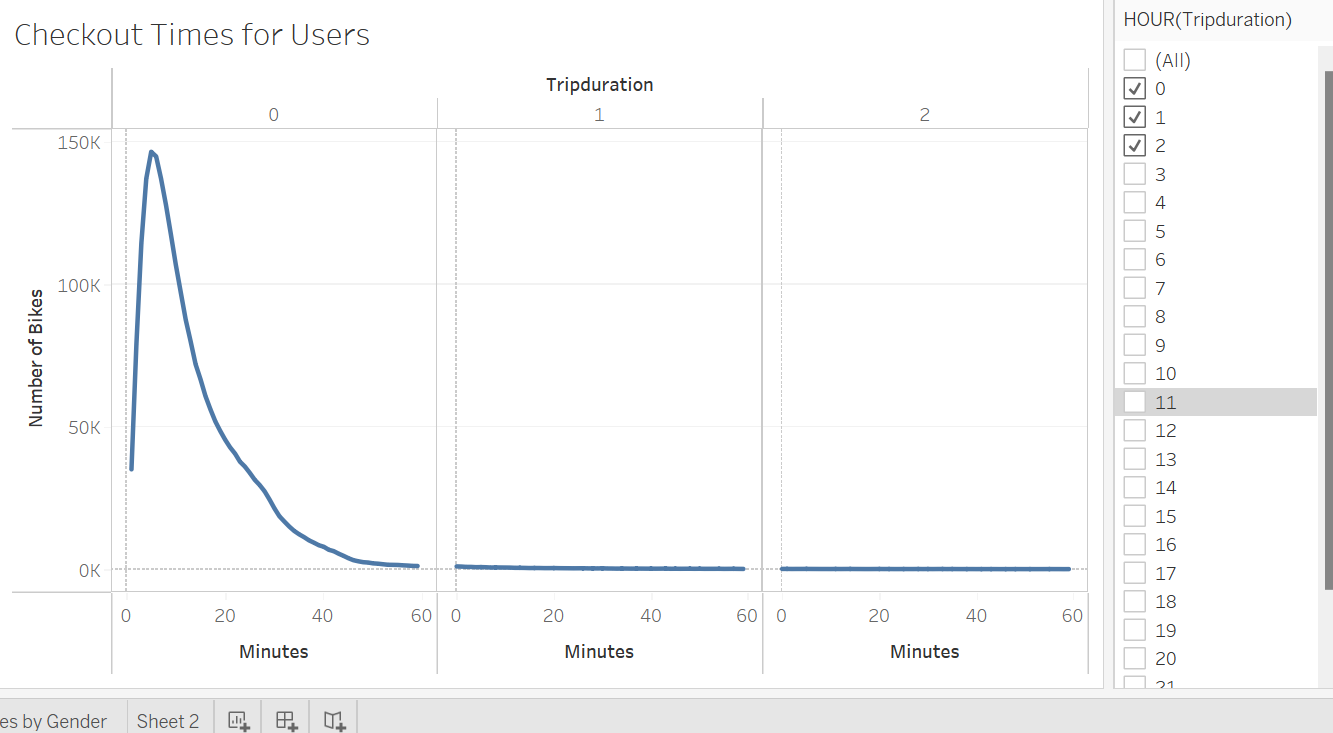 Checkout Times for Users
Tripduration
0 1 2
150K
100K
50K
0K
Number of Bikes
0 20 40 60 0 20 40 60 0 20 40 60
Minutes Minutes Minutes
HOUR(Tripduration)
(All)
0
1
2
3
4
5
6
7
8
9
10
11
12
13
14
15
16
17
18
19
20
21
es by Gender Sheet 2